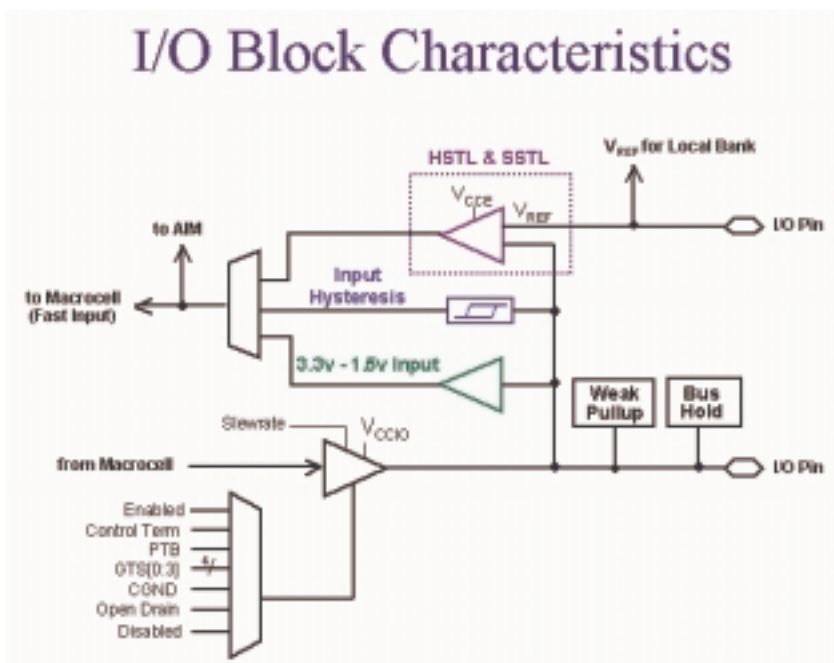 I/O Block Characteristics
HSTL & SSTL
VREF for Local Bank
VCCE
VREF
I/O Pin
to AIM
Input
Hysteresis
to Macrocell
(Fast Input)
3.3v - 1.5v Input
Weak
Pullup
Bus
Hold
Slewrate
VCCIO
from Macrocell
I/O Pin
Enabled
Control Term
PTB
GTS[0:3]
4
CGND
Open Drain
Disabled